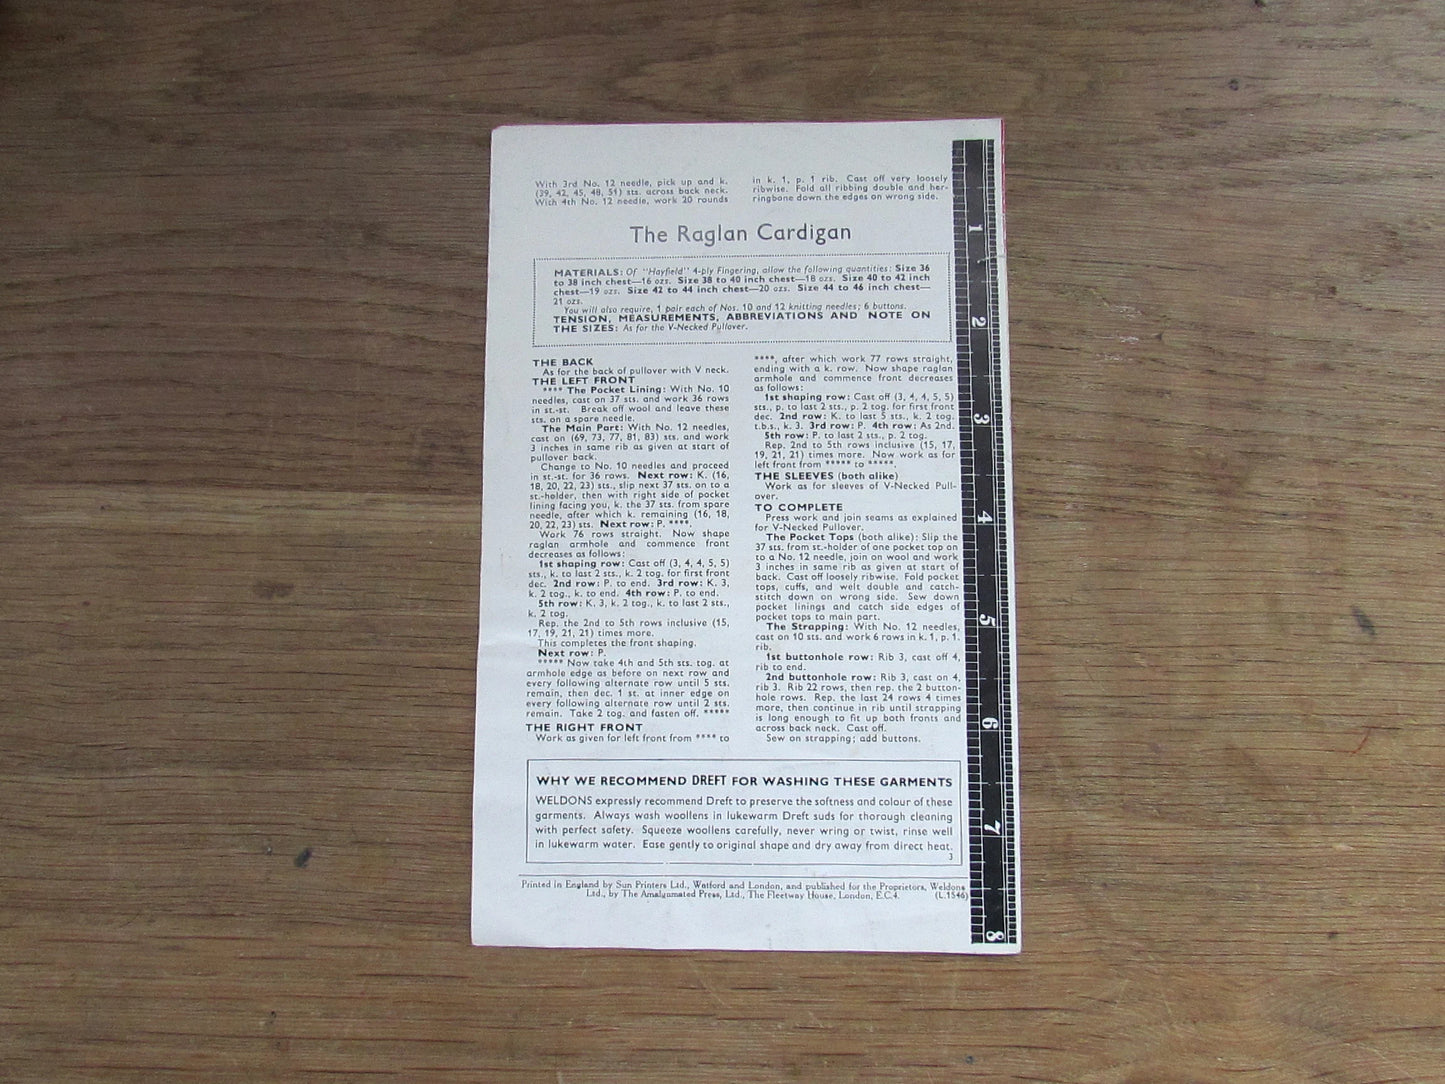 With 3rd No. 12 needle, pick up and k.
(39, 42, 45, 48, 51) sts. across back neck.
With 4th No. 12 needle, work 20 rounds
in k. 1, p. 1 rib. Cast off very loosely
ribwise. Fold all ribbing double and her-
ringbone down the edges on wrong side.
The Raglan Cardigan
MATERIALS: Of "Hayfield" 4-ply Fingering, allow the following quantities: Size 36
to 38 inch chest—16 ozs. Size 38 to 40 inch chest—18 ozs. Size 40 to 42 inch
chest—19 ozs. Size 42 to 44 inch chest—20 ozs. Size 44 to 46 inch chest—
21 ozs.
You will also require, 1 pair each of Nos. 10 and 12 knitting needles; 6 buttons.
TENSION, MEASUREMENTS, ABBREVIATIONS AND NOTE ON
THE SIZES: As for the V-Necked Pullover.
THE BACK
As for the back of pullover with V neck.
THE LEFT FRONT
**** The Pocket Lining: With No. 10
needles, cast on 37 sts. and work 36 rows
in st.-st. Break off wool and leave these
sts. on a spare needle.
The Main Part: With No. 12 needles,
cast on (69, 73, 77, 81, 83) sts. and work
3 inches in same rib as given at start of
pullover back.
Change to No. 10 needles and proceed
in st.-st. for 36 rows. Next row: K. (16,
18, 20, 22, 23) sts., slip next 37 sts. on to a
st.-holder, then with right side of pocket
lining facing you, k. the 37 sts. from spare
needle, after which k. remaining (16, 18,
20, 22, 23) sts. Next row: P. ****.
Work 76 rows straight. Now shape
raglan armhole and commence front
decreases as follows:
1st shaping row: Cast off (3, 4, 4, 5, 5)
sts., k. to last 2 sts., k. 2 tog. for first front
dec. 2nd row: P. to end. 3rd row: K. 3,
k. 2 tog., k. to end. 4th row: P. to end.
5th row: K. 3, k. 2 tog., k. to last 2 sts.,
k. 2 tog.
Rep. the 2nd to 5th rows inclusive (15,
17, 19, 21, 21) times more.
This completes the front shaping.
Next row: P.
***** Now take 4th and 5th sts. tog. at
armhole edge as before on next row and
every following alternate row until 5 sts.
remain, then dec. 1 st. at inner edge on
every following alternate row until 2 sts.
remain. Take 2 tog. and fasten off. *****
THE RIGHT FRONT
Work as given for left front from **** to
****, after which work 77 rows straight,
ending with a k. row. Now shape raglan
armhole and commence front decreases
as follows:
1st shaping row: Cast off (3, 4, 4, 5, 5)
sts., p. to last 2 sts., p. 2 tog. for first front
dec. 2nd row: K. to last 5 sts., k. 2 tog.
t.b.s., k. 3. 3rd row: P. 4th row: As 2nd.
5th row: P. to last 2 sts., p. 2 tog.
Rep. 2nd to 5th rows inclusive (15, 17,
19, 21, 21) times more. Now work as for
left front from ***** to *****.
THE SLEEVES (both alike)
Work as for sleeves of V-Necked Pull-
over.
TO COMPLETE
Press work and join seams as explained
for V-Necked Pullover.
The Pocket Tops (both alike): Slip the
37 sts. from st.-holder of one pocket top on
to a No. 12 needle, join on wool and work
3 inches in same rib as given at start of
back. Cast off loosely ribwise. Fold pocket
tops, cuffs, and welt double and catch-
stitch down on wrong side. Sew down
pocket linings and catch side edges of
pocket tops to main part.
The Strapping: With No. 12 needles,
cast on 10 sts. and work 6 rows in k. 1, p. 1.
rib.
1st buttonhole row: Rib 3, cast off 4,
rib to end.
2nd buttonhole row: Rib 3, cast on 4,
rib 3. Rib 22 rows, then rep. the 2 button-
hole rows. Rep. the last 24 rows 4 times
more, then continue in rib until strapping
is long enough to fit up both fronts and
across back neck. Cast off.
Sew on strapping; add buttons.
WHY WE RECOMMEND DREFT FOR WASHING THESE GARMENTS
WELDONS expressly recommend Dreft to preserve the softness and colour of these
garments. Always wash woollens in lukewarm Dreft suds for thorough cleaning
with perfect safety. Squeeze woollens carefully, never wring or twist, rinse well
in lukewarm water. Ease gently to original shape and dry away from direct heat.
3
Printed in England by Sun Printers Ltd., Watford and London, and published for the Proprietors, Weldons
Ltd., by The Amalgamated Press, Ltd., The Fleetway House, London, E.C.4. (L.1546)
1
2
3
4
5
6
7
8